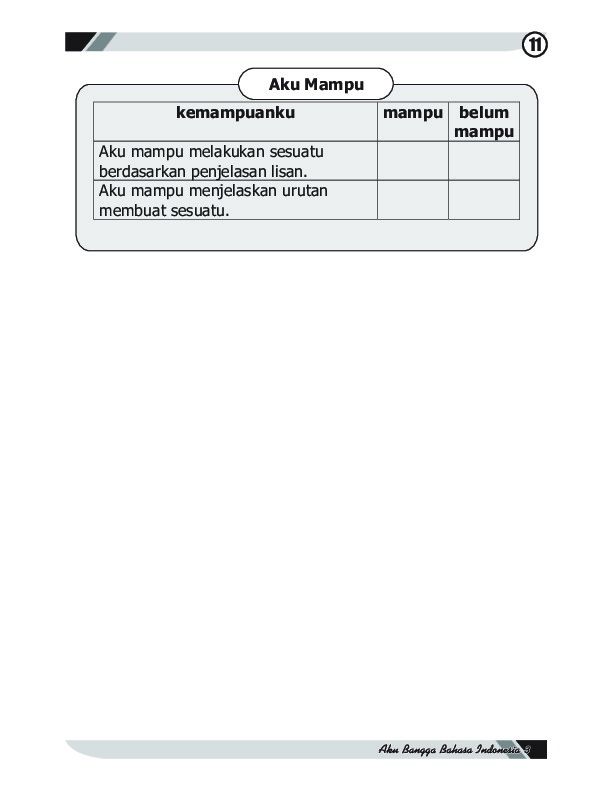 11
Aku Mampu
kemampuanku mampu belum
mampu
Aku mampu melakukan sesuatu
berdasarkan penjelasan lisan.
Aku mampu menjelaskan urutan
membuat sesuatu.
Aku Bangga Bahasa Indonesia 3